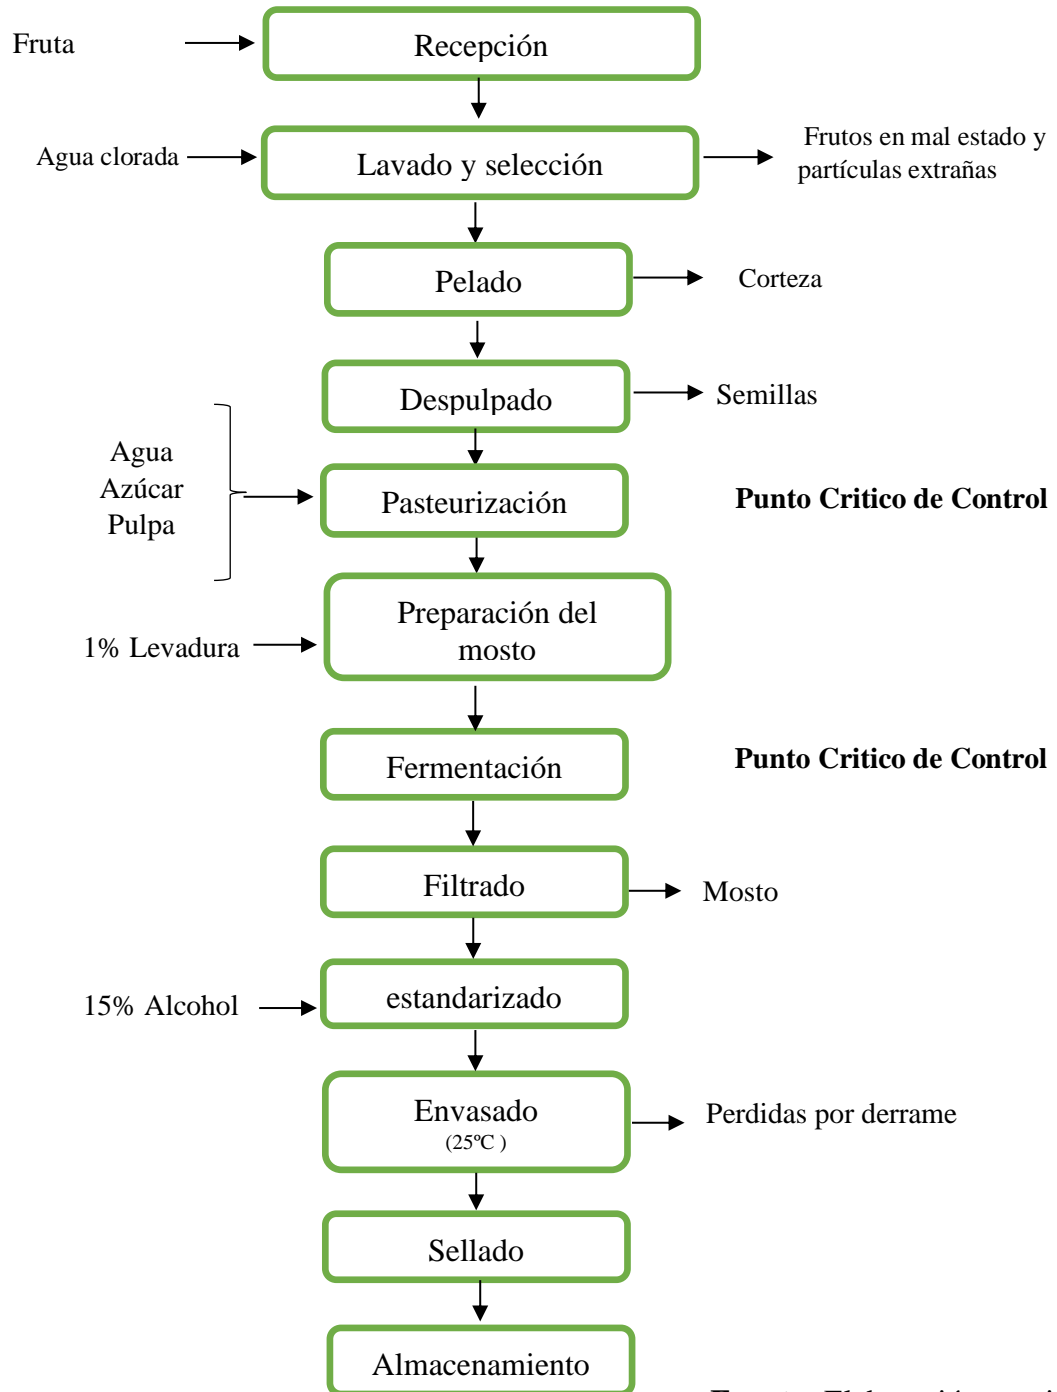 Fruta
Recepción
Agua clorada
Lavado y selección
Frutos en mal estado y
partículas extrañas
Pelado
Corteza
Despulpado
Semillas
Agua
Azúcar
Pulpa
Pasteurización
Punto Critico de Control
Preparación del
mosto
1% Levadura
Fermentación
Punto Critico de Control
Filtrado
Mosto
15% Alcohol
estandarizado
Envasado
(25ºC )
Perdidas por derrame
Sellado
Almacenamiento